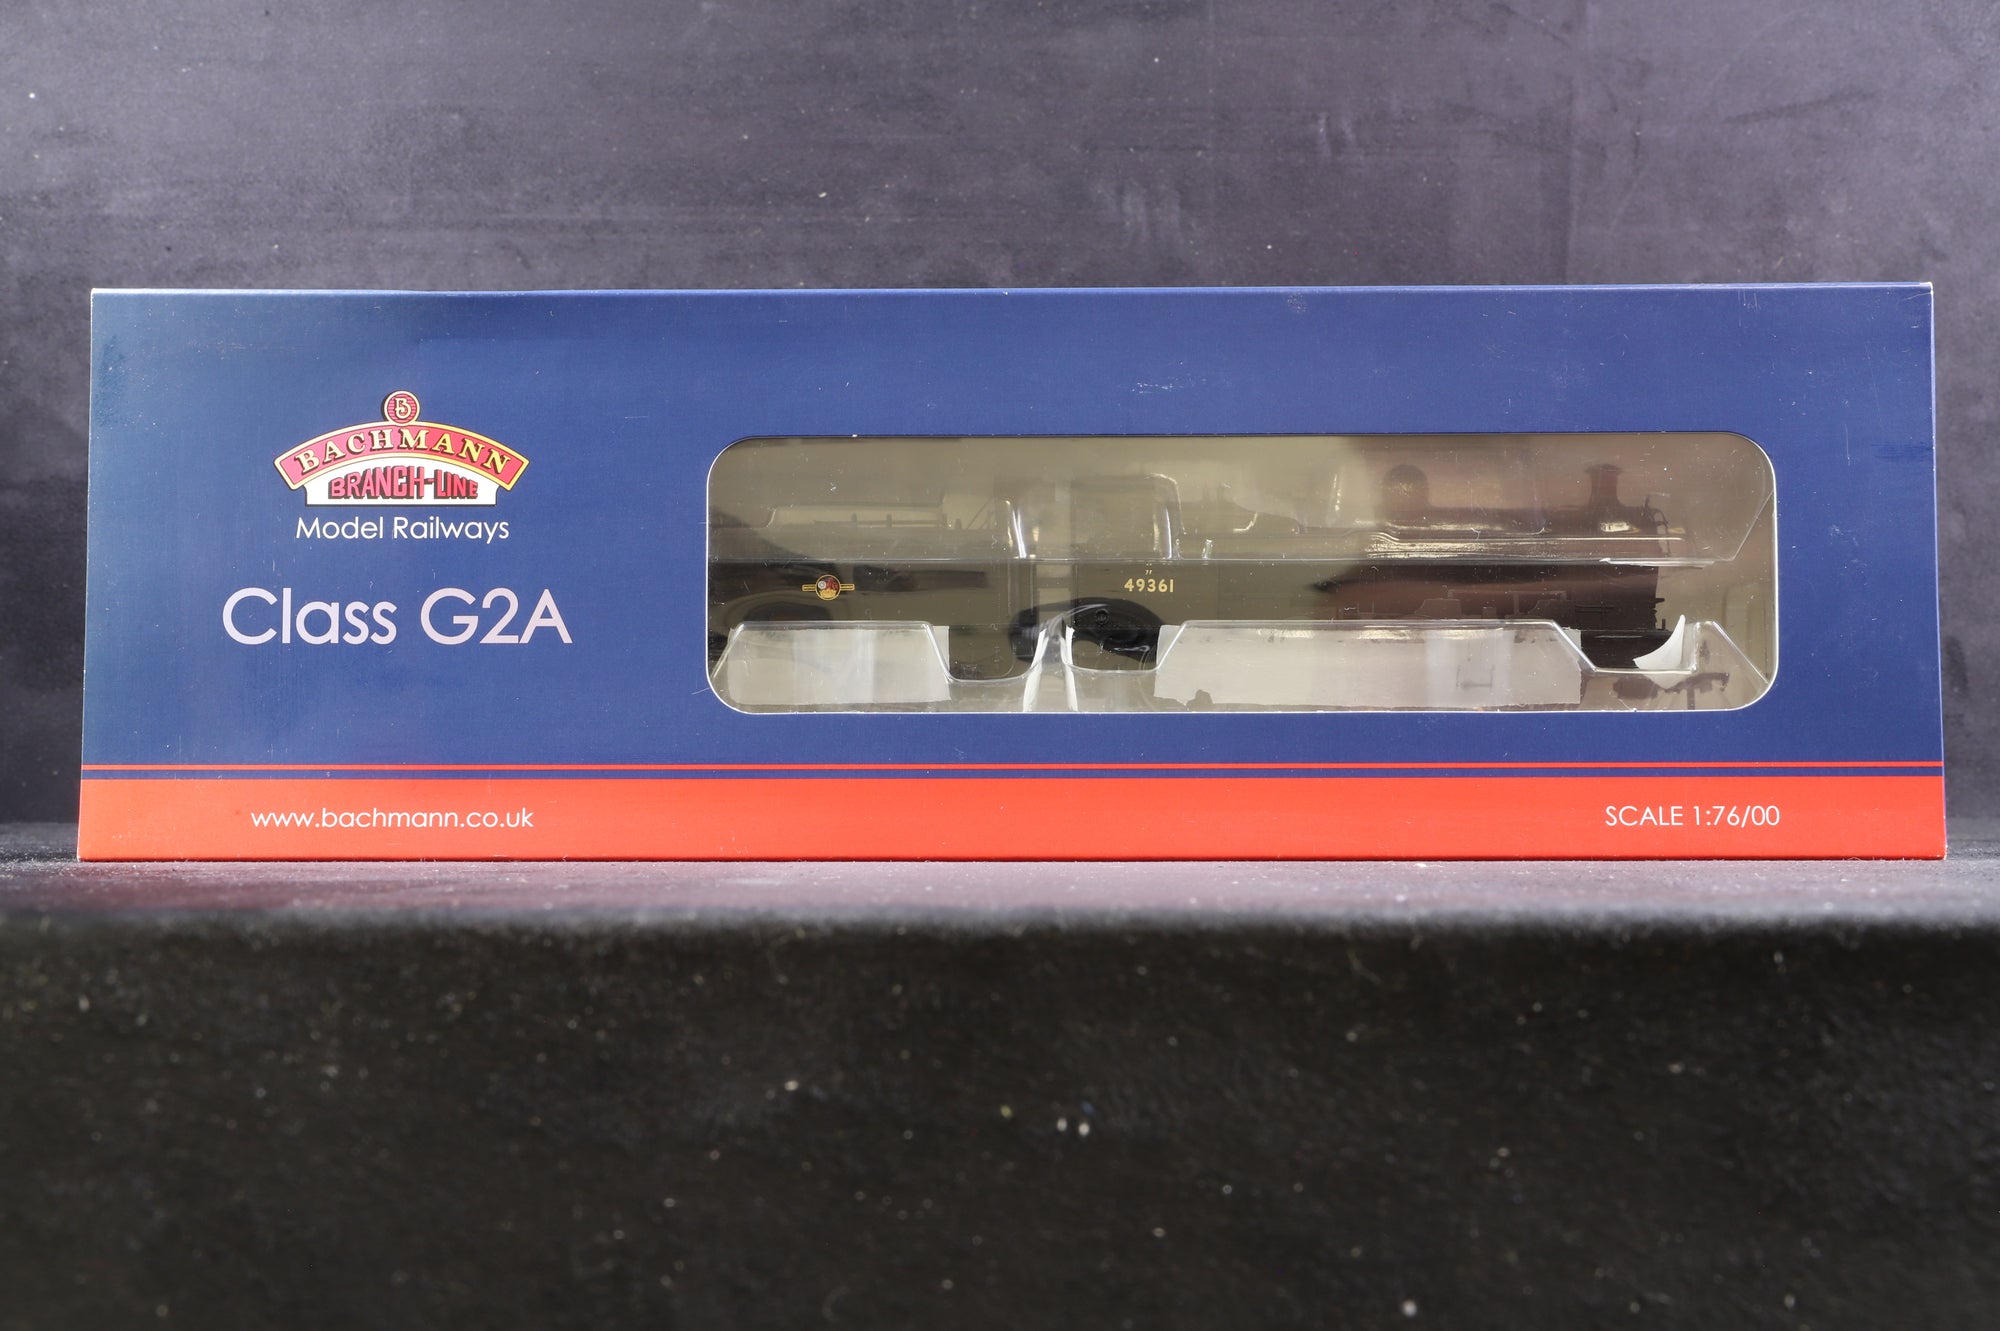 B
BACHMANN
BRANCH-LINE
Model Railways
Class G2A
49361
www.bachmann.co.uk
SCALE 1:76/00